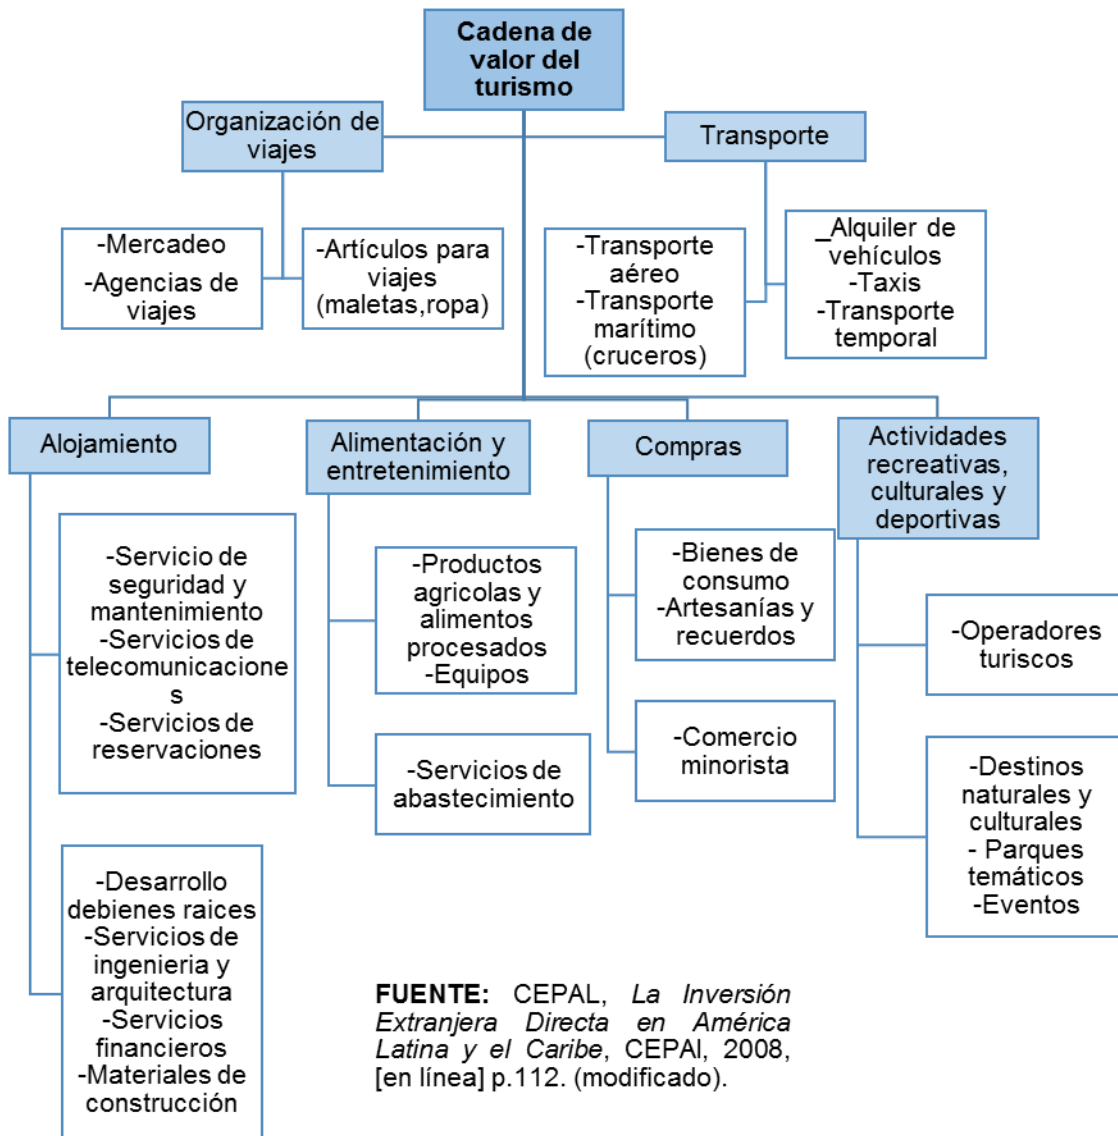 Cadena de
valor del
turismo
Organización de
viajes
Transporte
-Mercadeo
-Agencias de
viajes
-Artículos para
viajes
(maletas,ropa)
-Transporte
aéreo
-Transporte
marítimo
(cruceros)
_Alquiler de
vehículos
-Taxis
-Transporte
temporal
Alojamiento
Alimentación y
entretenimiento
Compras
Actividades
recreativas,
culturales y
deportivas
-Servicio de
seguridad y
mantenimiento
-Servicios de
telecomunicacione
s
-Servicios de
reservaciones
-Desarrollo
debienes raices
-Servicios de
ingenieria y
arquitectura
-Servicios
financieros
-Materiales de
construcción
-Productos
agricolas y
alimentos
procesados
-Equipos
-Servicios de
abastecimiento
-Bienes de
consumo
-Artesanías y
recuerdos
-Comercio
minorista
-Operadores
turiscos
-Destinos
naturales y
culturales
- Parques
temáticos
-Eventos
FUENTE: CEPAL, La Inversión
Extranjera Directa en América
Latina y el Caribe, CEPAl, 2008,
[en línea] p.112. (modificado).